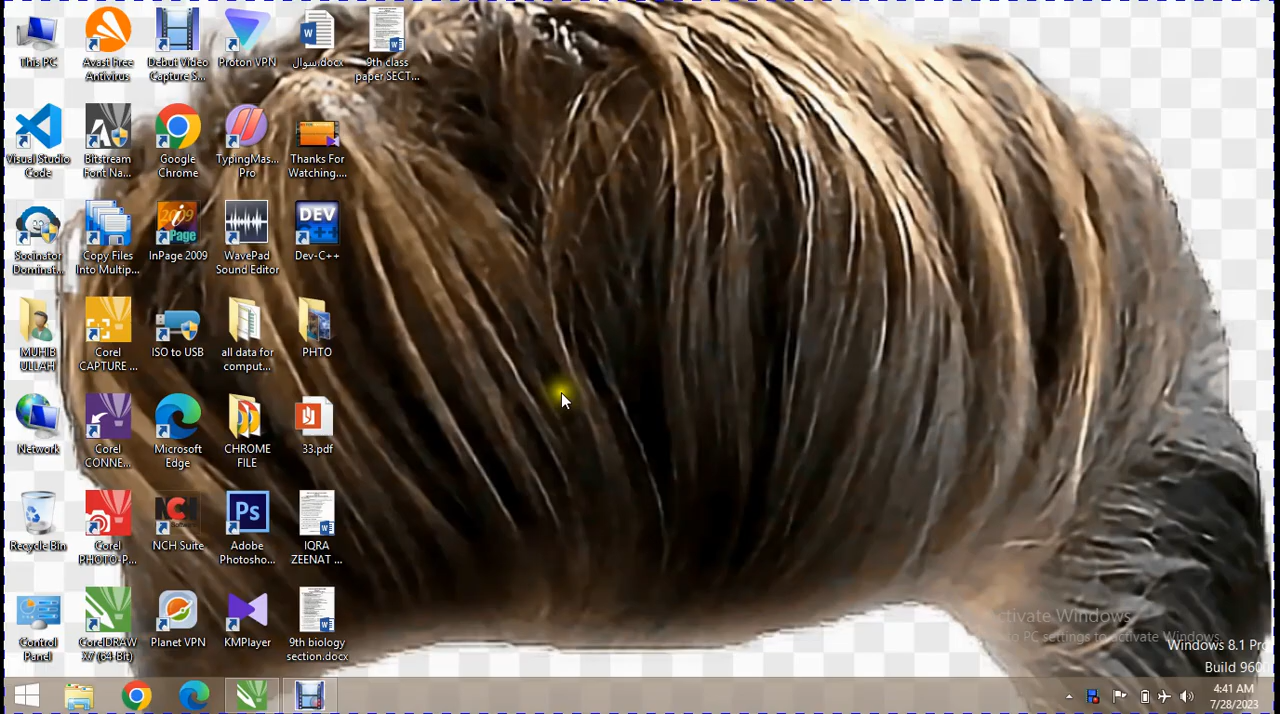 This PC
Avast Free
Antivirus
Debut Video
Capture S...
Proton VPN
سوال.docx
9th class
paper SECT...
Visual Studio
Code
Bitstream
Font Na...
Google
Chrome
TypingMas...
Pro
Thanks For
Watching....
Socinator
Dominat...
Copy Files
Into Multip...
2009
Page
InPage 2009
WavePad
Sound Editor
DEV
C++
Dev-C++
MUHIB
ULLAH
Corel
CAPTURE ...
ISO to USB
all data for
comput...
PHTO
Network
Corel
CONNE...
Microsoft
Edge
CHROME
FILE
33.pdf
Recycle Bin
Corel
PHOTO-P...
NCH
NCH Suite
Ps
Adobe
Photosho...
IQRA
ZEENAT ...
Control
Panel
CorelDRAW
X7 (64-Bit)
Planet VPN
KMPlayer
9th biology
section.docx
ctivate Windows
to PC settings to activate Windows.
Windows 8.1 Pro
Build 9600
4:41 AM
7/28/2023